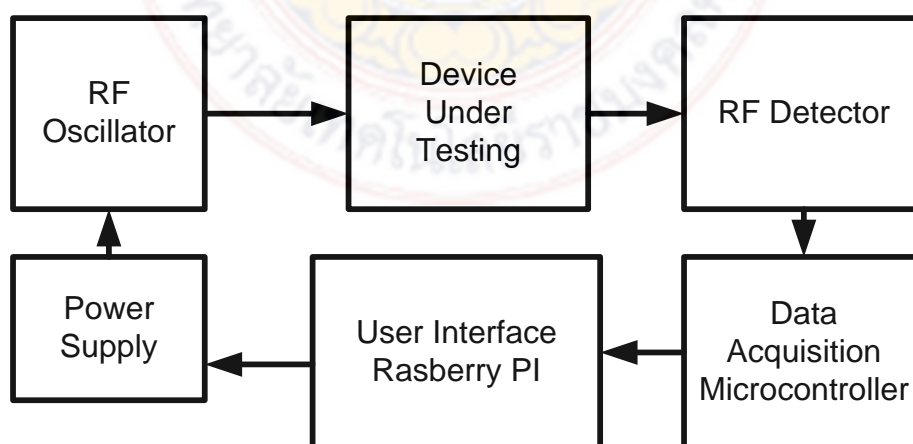 RF
Oscillator
Device
Under
Testing
RF Detector
Power
Supply
User Interface
Rasberry PI
Data
Acquisition
Microcontroller